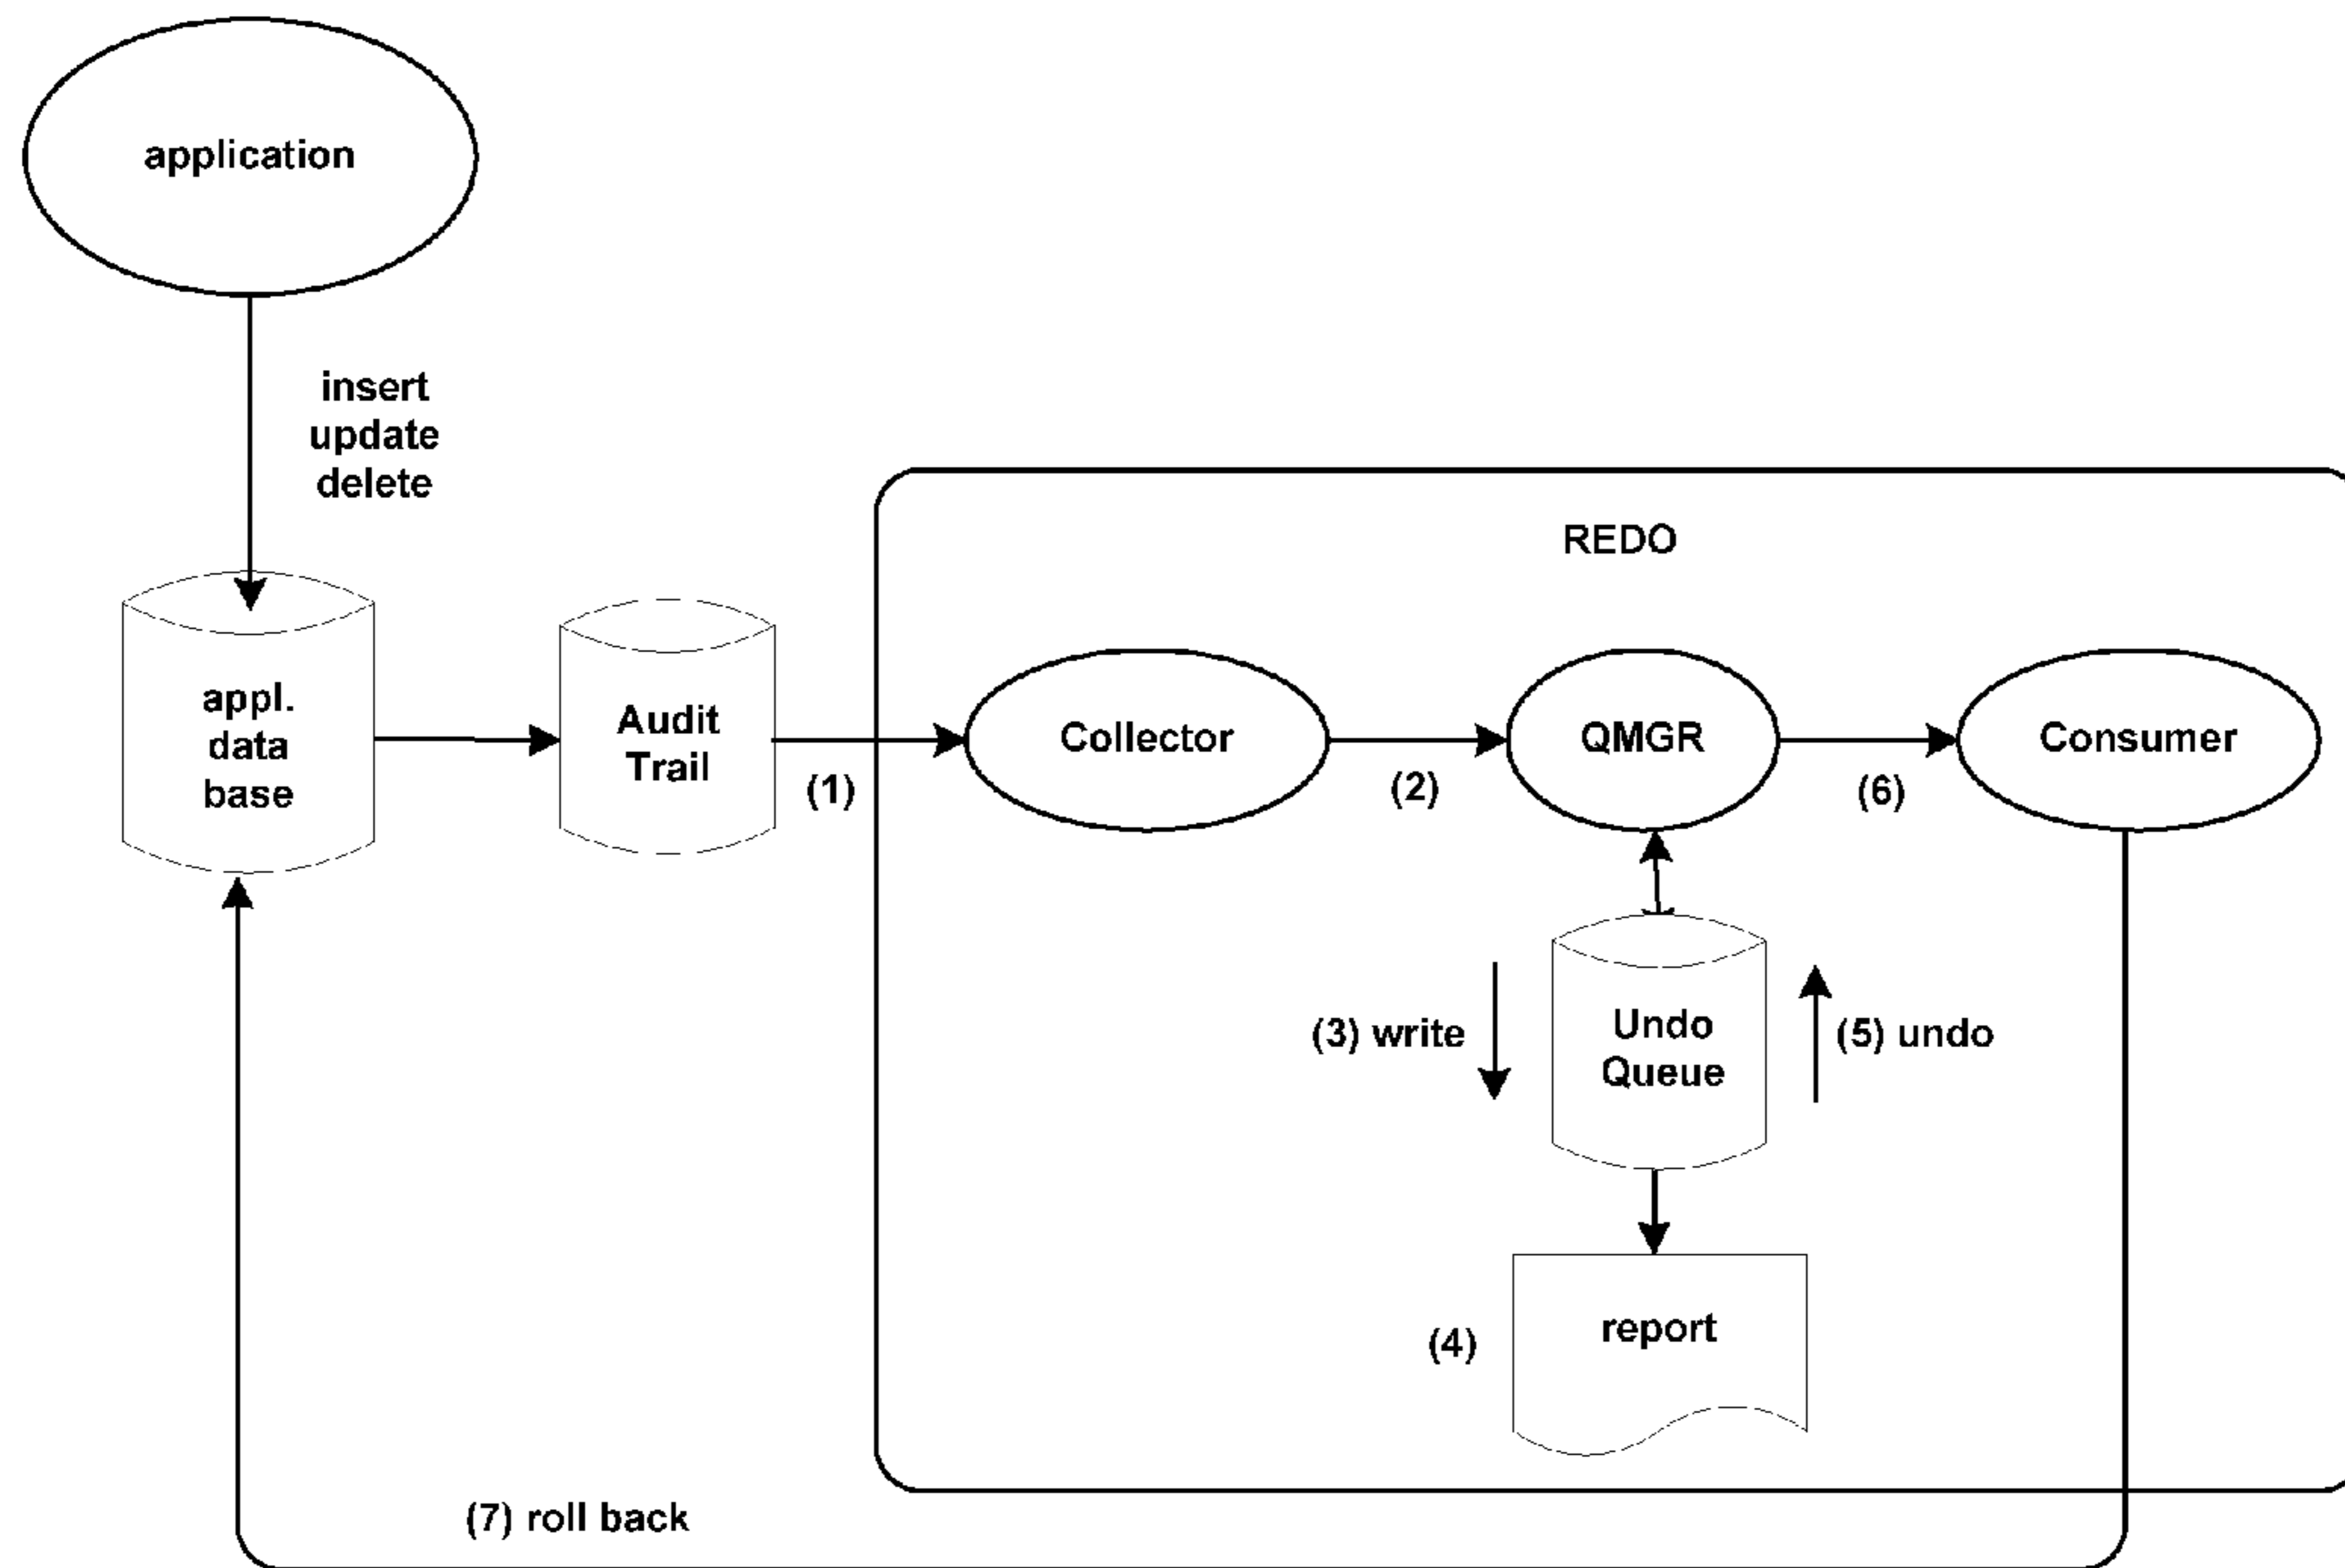 application
insert
update
delete
REDO
appl.
data
base
Audit
Trail
(1)
Collector
(2)
QMGR
(6)
Consumer
(3) write
Undo
Queue
(5) undo
(4)
report
(7) roll back